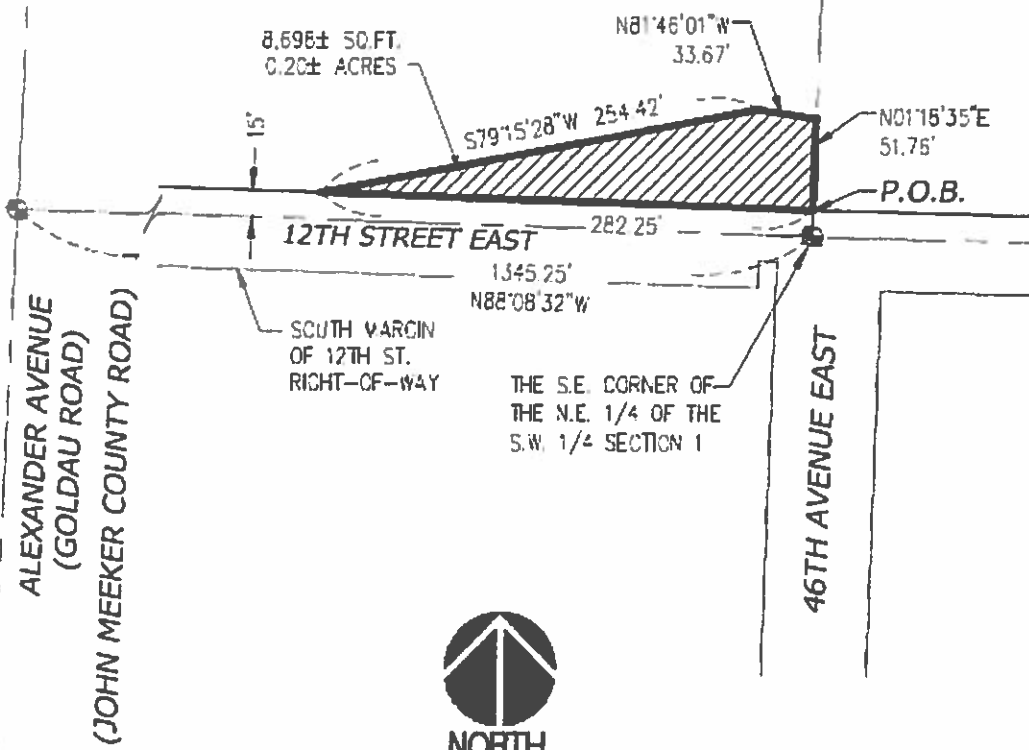 8,698± SQ.FT.
0.20± ACRES
N81°46'01"W
33.67'
S79°15'28"W 254.42'
N01°15'35"E
51.76'
15'
P.O.B.
12TH STREET EAST
282.25'
1345.25'
N88°08'32"W
SOUTH MARGIN
OF 12TH ST.
RIGHT-OF-WAY
THE S.E. CORNER OF
THE N.E. 1/4 OF THE
S.W. 1/4 SECTION 1
ALEXANDER AVENUE
(GOLDAU ROAD)
(JOHN MEEKER COUNTY ROAD)
46TH AVENUE EAST
NORTH